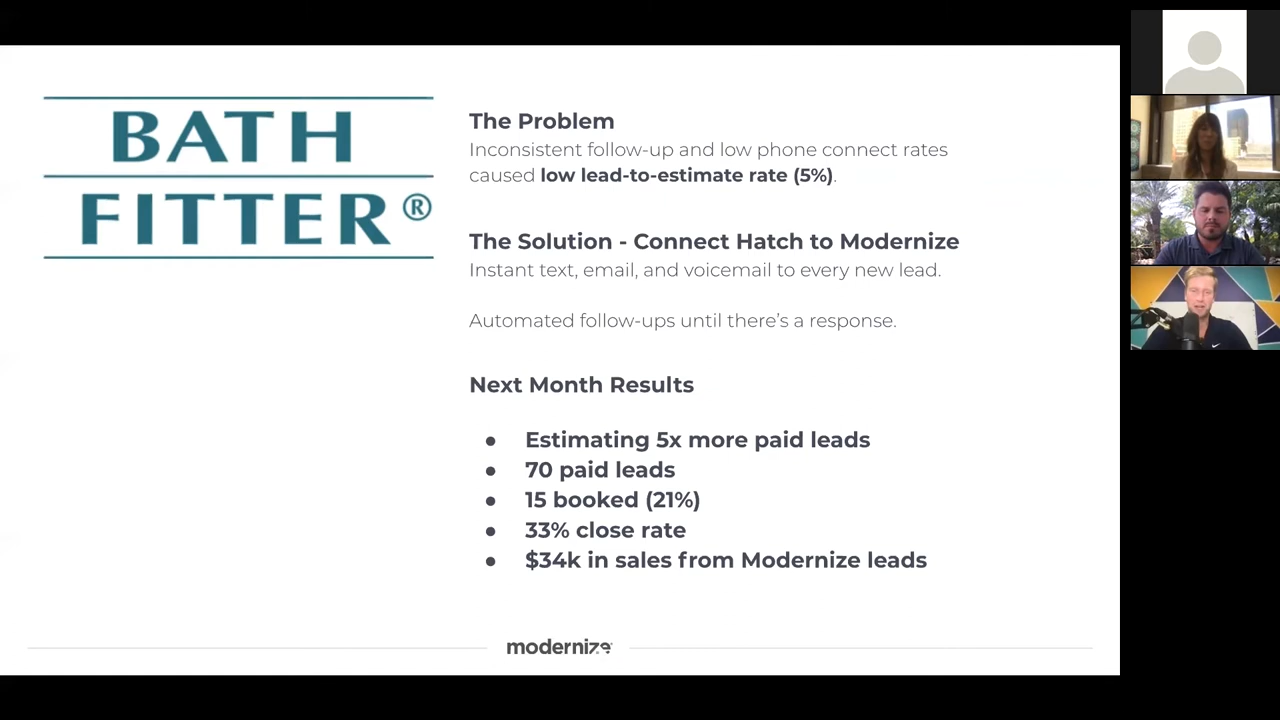 BATH
FITTER®
The Problem
Inconsistent follow-up and low phone connect rates
caused low lead-to-estimate rate (5%).
The Solution - Connect Hatch to Modernize
Instant text, email, and voicemail to every new lead.
Automated follow-ups until there's a response.
Next Month Results
● Estimating 5x more paid leads
● 70 paid leads
● 15 booked (21%)
● 33% close rate
● $34k in sales from Modernize leads
modernize